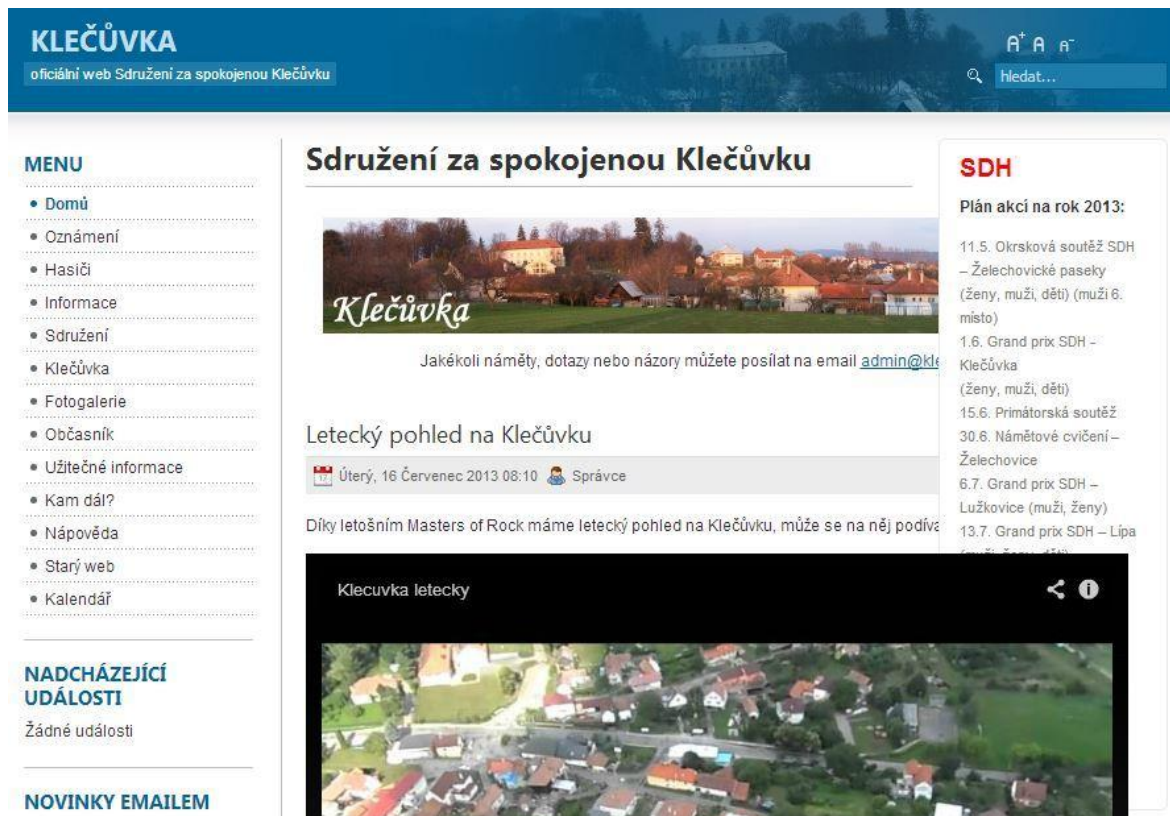 KLEČŮVKA
oficiální web Sdružení za spokojenou Klečůvku
A+ A A-
hledat...
MENU
Domů
Oznámení
Hasiči
Informace
Sdružení
Klečůvka
Fotogalerie
Občasník
Užitečné informace
Kam dál?
Nápověda
Starý web
Kalendář
NADCHÁZEJÍCÍ
UDÁLOSTI
Žádné události
NOVINKY EMAILEM
Sdružení za spokojenou Klečůvku
Klečůvka
Jakékoli náměty, dotazy nebo názory můžete posílat na email admin@kle
Letecký pohled na Klečůvku
17 Úterý, 16 Červenec 2013 08:10 Správce
Díky letošním Masters of Rock máme letecký pohled na Klečůvku, může se na něj podíva
Klecuvka letecky
SDH
Plán akcí na rok 2013:
11.5. Okrsková soutěž SDH
– Želechovické paseky
(ženy, muži, děti) (muži 6.
místo)
1.6. Grand prix SDH –
Klečůvka
(ženy, muži, děti)
15.6. Primátorská soutěž
30.6. Námětové cvičení –
Želechovice
6.7. Grand prix SDH –
Lužkovice (muži, ženy)
13.7. Grand prix SDH – Lípa
(muži, ženy, děti)